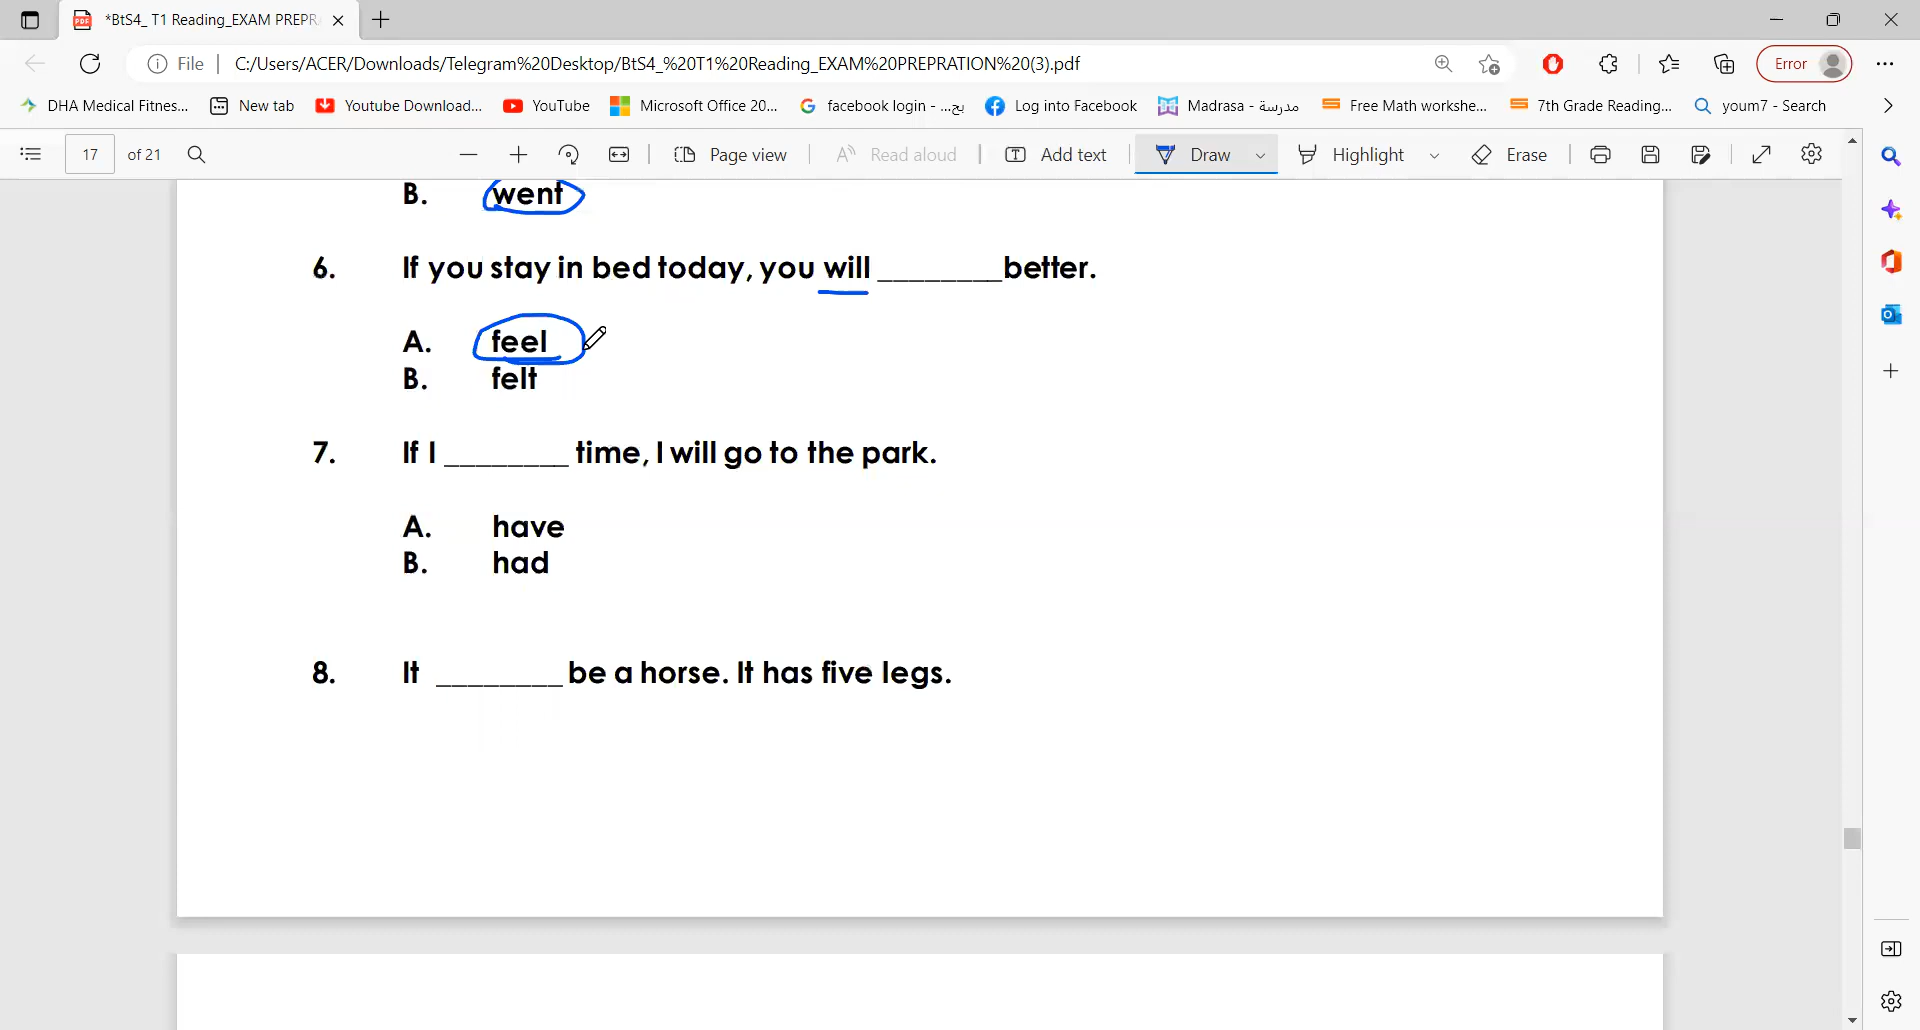 *BtS4_ T1 Reading_EXAM PREPR
File C:/Users/ACER/Downloads/Telegram%20Desktop/BtS4_%20T1%20Reading_EXAM%20PREPRATION%20(3).pdf Error
DHA Medical Fitnes... New tab Youtube Download... YouTube Microsoft Office 20... facebook login - ...بح Log into Facebook Madrasa - مدرسة Free Math workshe... 7th Grade Reading... youm7 - Search
17 of 21 Page view Read aloud Add text Draw Highlight Erase
B. went
6. If you stay in bed today, you will ________ better.
A. feel
B. felt
7. If I ________ time, I will go to the park.
A. have
B. had
8. It ________ be a horse. It has five legs.